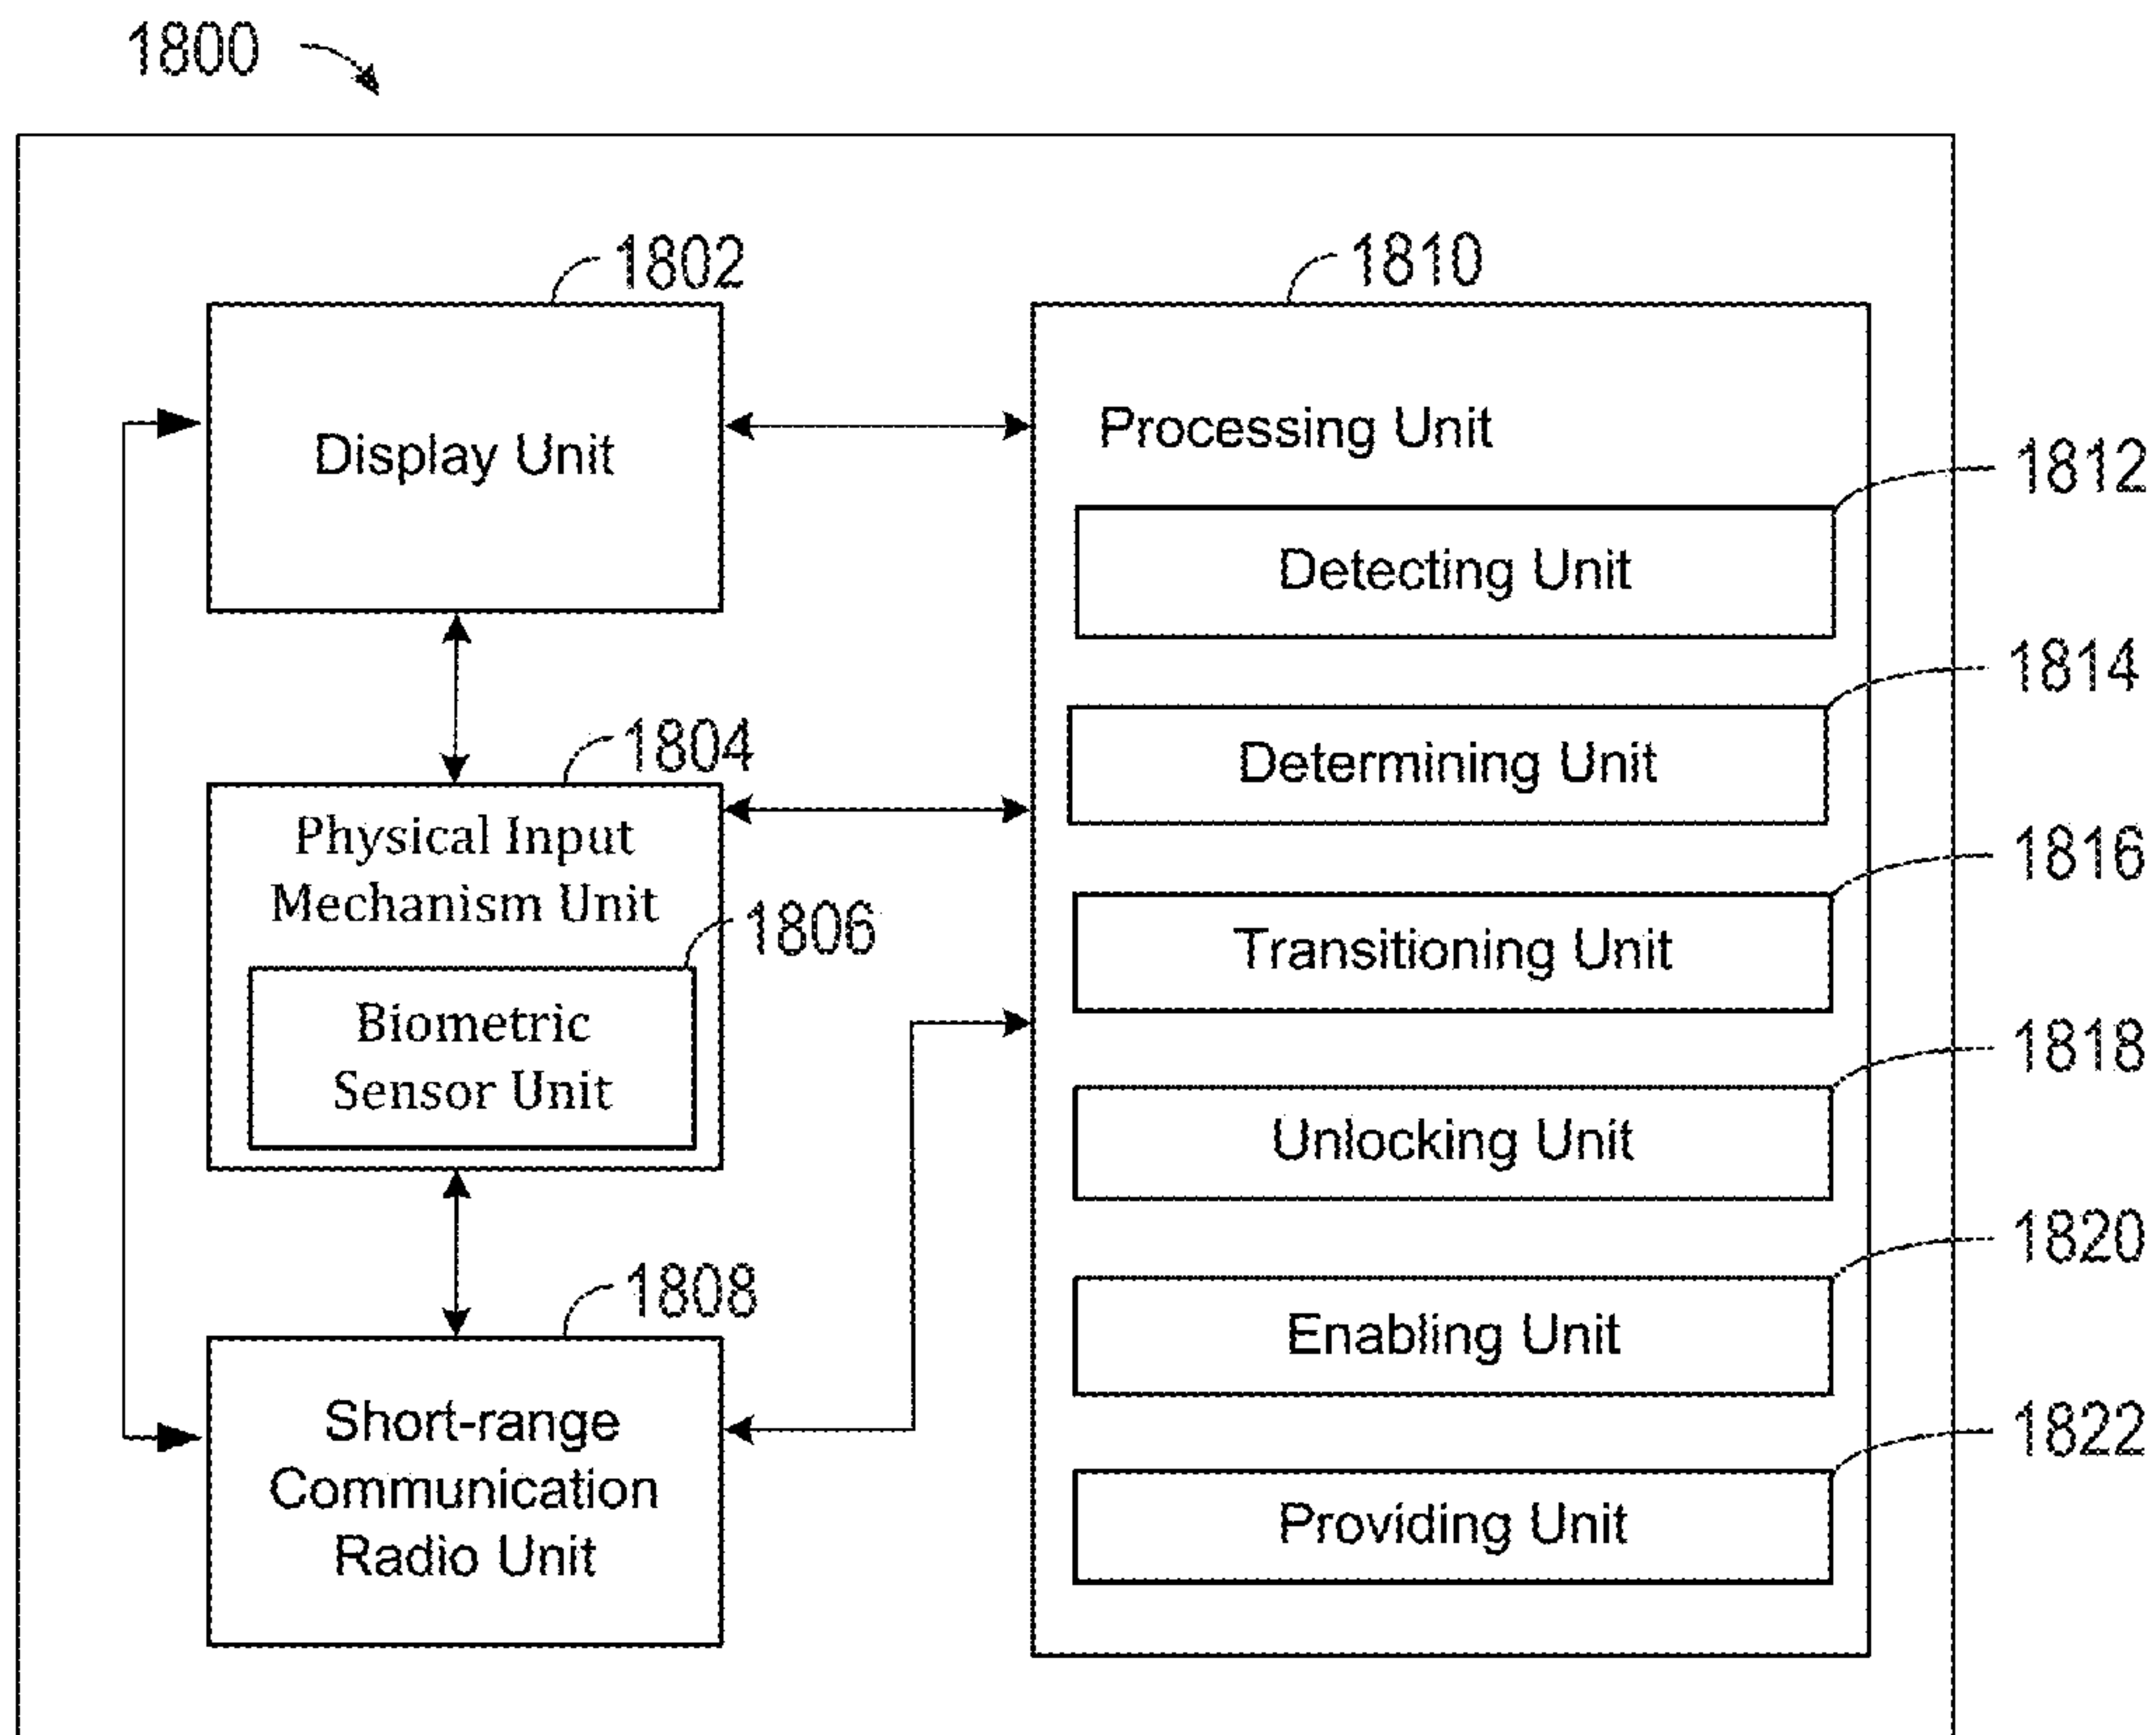 1800
1802
Display Unit
1804
Physical Input
Mechanism Unit
1806
Biometric
Sensor Unit
1808
Short-range
Communication
Radio Unit
1810
Processing Unit
1812
Detecting Unit
1814
Determining Unit
1816
Transitioning Unit
1818
Unlocking Unit
1820
Enabling Unit
1822
Providing Unit